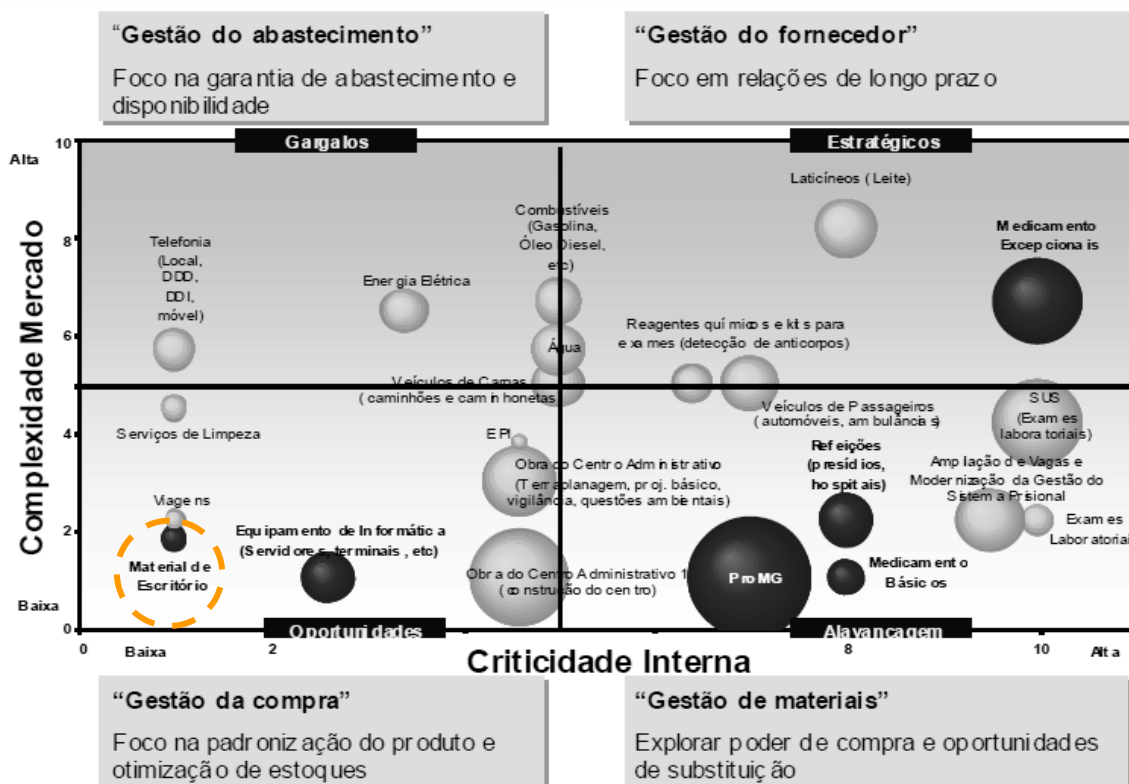 “Gestão do abastecimento”
Foco na garantia de abastecimento e
disponibilidade
“Gestão do fornecedor”
Foco em relações de longo prazo
Gargalos
Estratégicos
Complexidade Mercado
Alta
10
8
6
4
2
Baixa
0
Telefonia
(Local,
DDD,
DDI,
móvel)
Energia Elétrica
Combustíveis
(Gasolina,
Óleo Diesel,
etc)
Água
Veículos de Cargas
(caminhões e caminhonetas
Laticíneos (Leite)
Medicamento
Excepcionais
Reagentes químicos e kits para
exames (detecção de anticorpos)
Serviços de Limpeza
Viagens
Material de
Escritório
Equipamento de Informática
(Servidores, terminais, etc)
EPI
Obra do Centro Administrativo
(Terraplanagem, proj. básico,
vigilância, questões ambientais)
Obra do Centro Administrativo 1
(construção do centro)
Veículos de Passageiros
(automóveis, ambulâncias)
Refeições
(presídios,
hospitais)
SUS
(Exames
laboratoriais)
Amplação de Vagas e
Modernização da Gestão do
Sistema Prisional
Exames
Laboratoriai
ProMG
Medicamento
Básicos
Oportunidades
Alavancagem
0
Baixa
2
Criticidade Interna
8
10
Alta
“Gestão da compra”
Foco na padronização do produto e
otimização de estoques
“Gestão de materiais”
Explorar poder de compra e oportunidades
de substituição